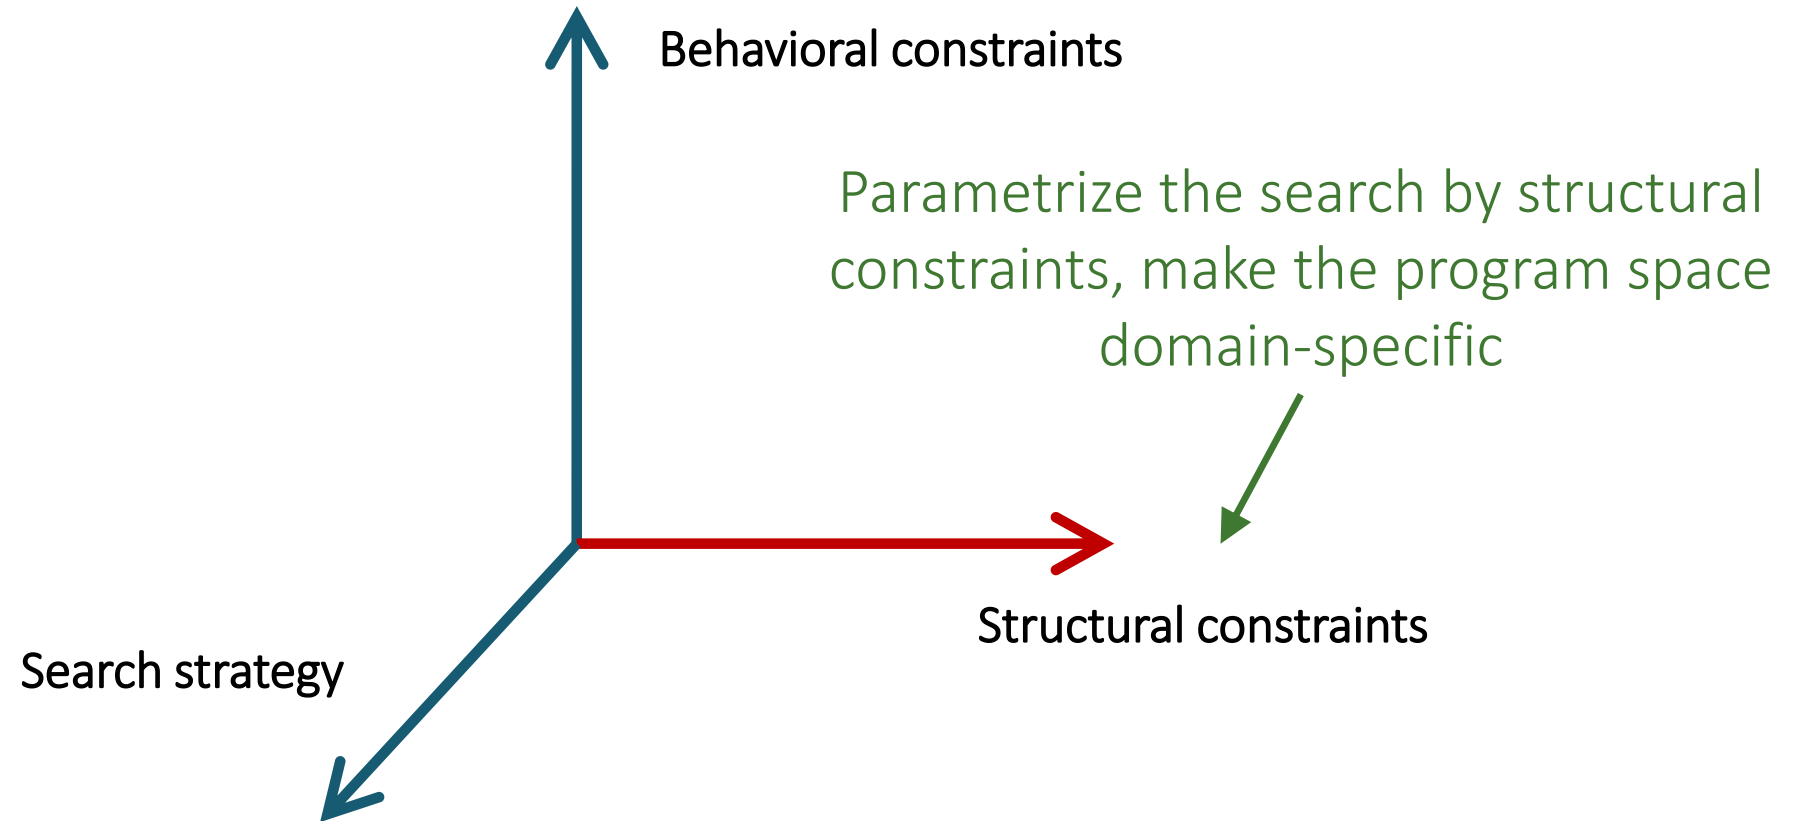 Behavioral constraints
Parametrize the search by structural
constraints, make the program space
domain-specific
Structural constraints
Search strategy